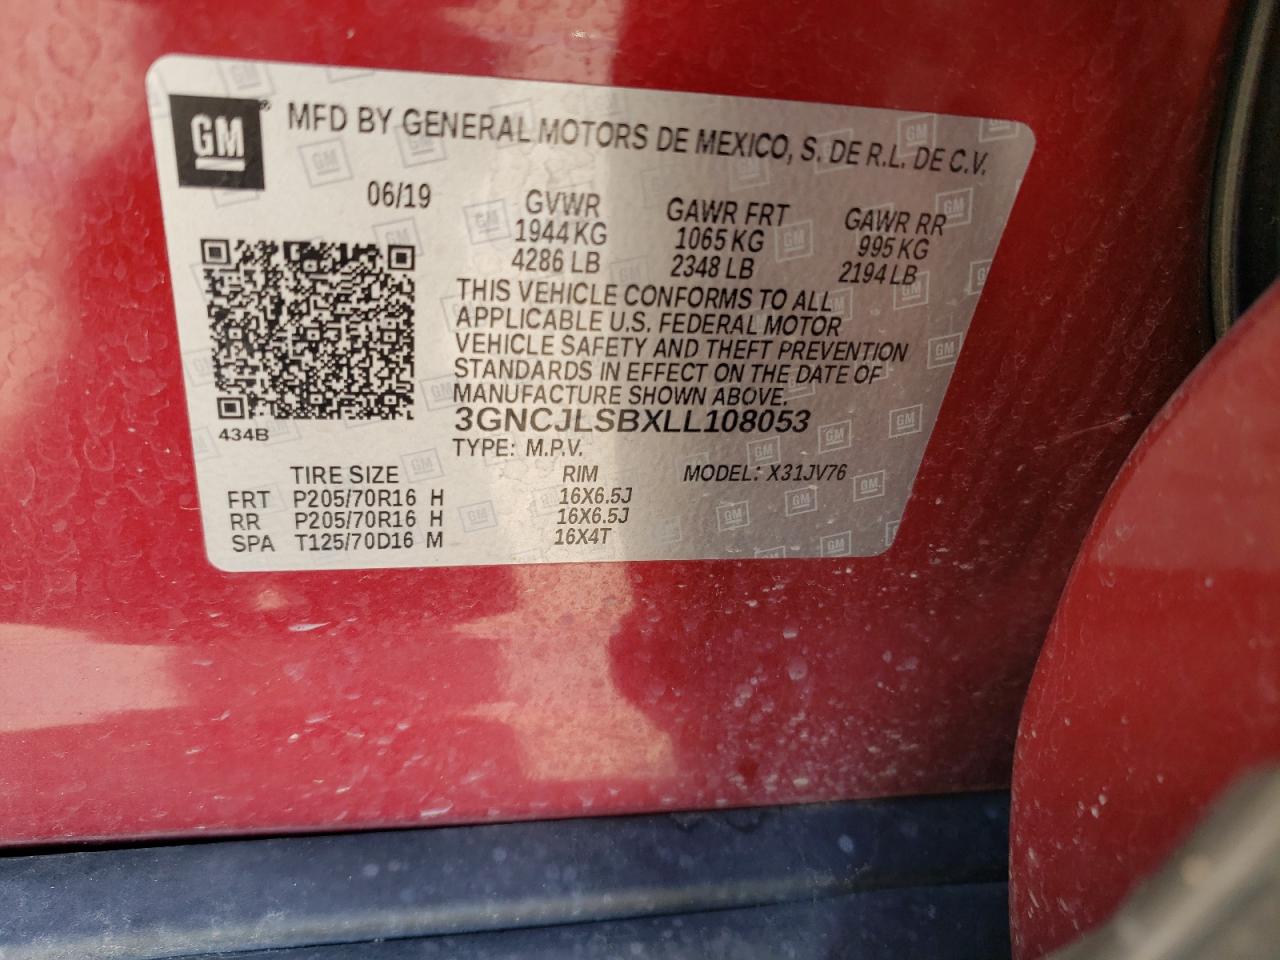 GM® MFD BY GENERAL MOTORS DE MEXICO, S. DE R.L. DE C.V.
06/19 GVWR GAWR FRT GAWR RR
1944 KG 1065 KG 995 KG
4286 LB 2348 LB 2194 LB
THIS VEHICLE CONFORMS TO ALL
APPLICABLE U.S. FEDERAL MOTOR
VEHICLE SAFETY AND THEFT PREVENTION
STANDARDS IN EFFECT ON THE DATE OF
MANUFACTURE SHOWN ABOVE.
3GNCJLSBXLL108053
434B
TYPE: M.P.V.
TIRE SIZE RIM MODEL: X31JV76
FRT P205/70R16 H 16X6.5J
RR P205/70R16 H 16X6.5J
SPA T125/70D16 M 16X4T